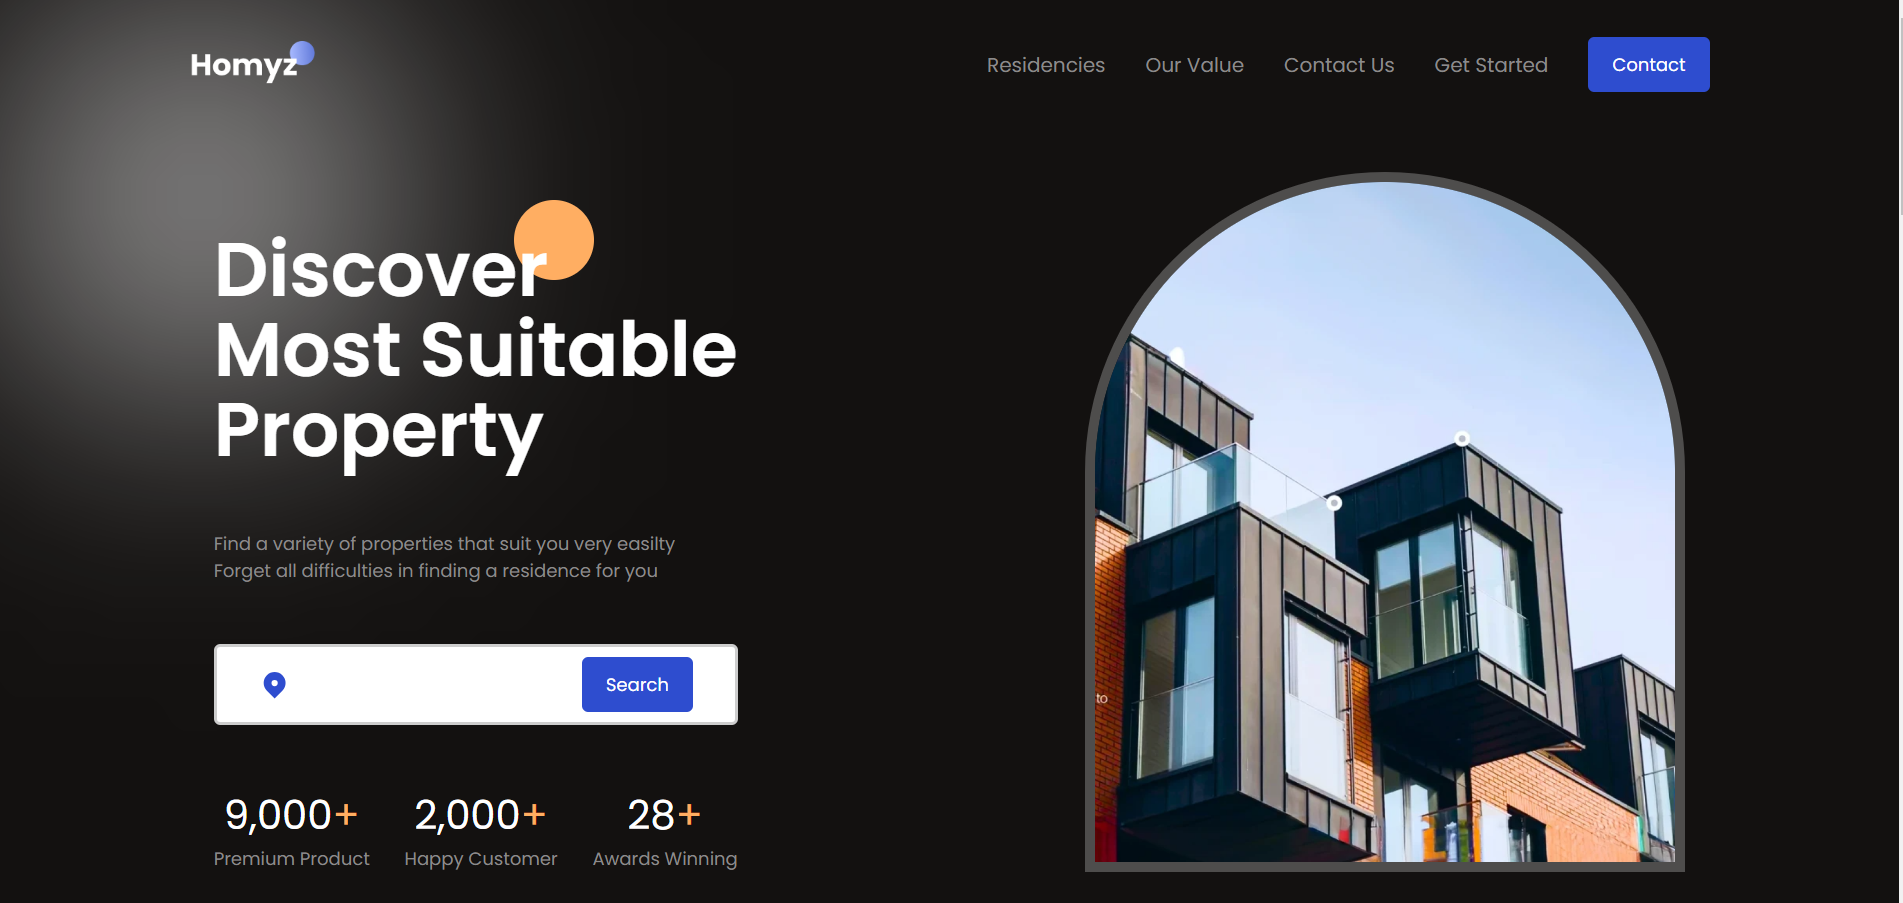 Homyz
Residencies
Our Value
Contact Us
Get Started
Contact
Discover
Most Suitable
Property
Find a variety of properties that suit you very easilty
Forget all difficulties in finding a residence for you
Search
9,000+
2,000+
28+
Premium Product
Happy Customer
Awards Winning
to